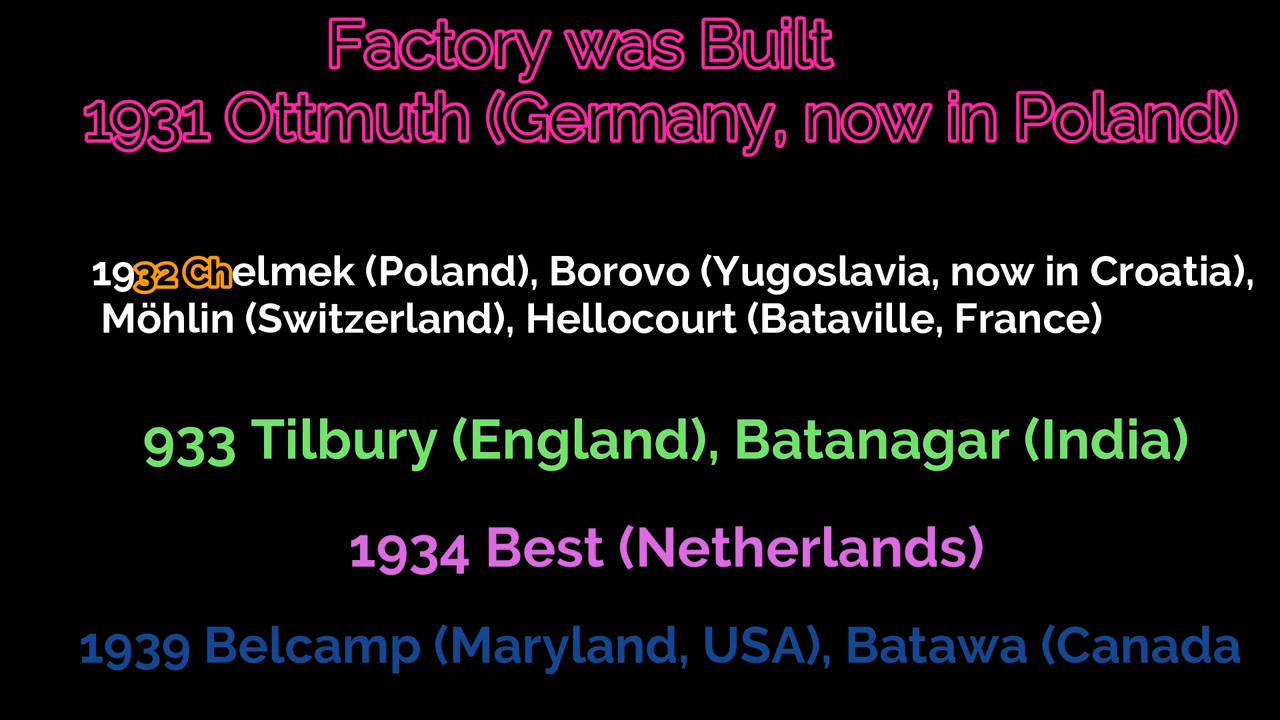 Factory was Built
1931 Ottmuth (Germany, now in Poland)
1932 Chelmek (Poland), Borovo (Yugoslavia, now in Croatia),
Möhlin (Switzerland), Hellocourt (Bataville, France)
933 Tilbury (England), Batanagar (India)
1934 Best (Netherlands)
1939 Belcamp (Maryland, USA), Batawa (Canada